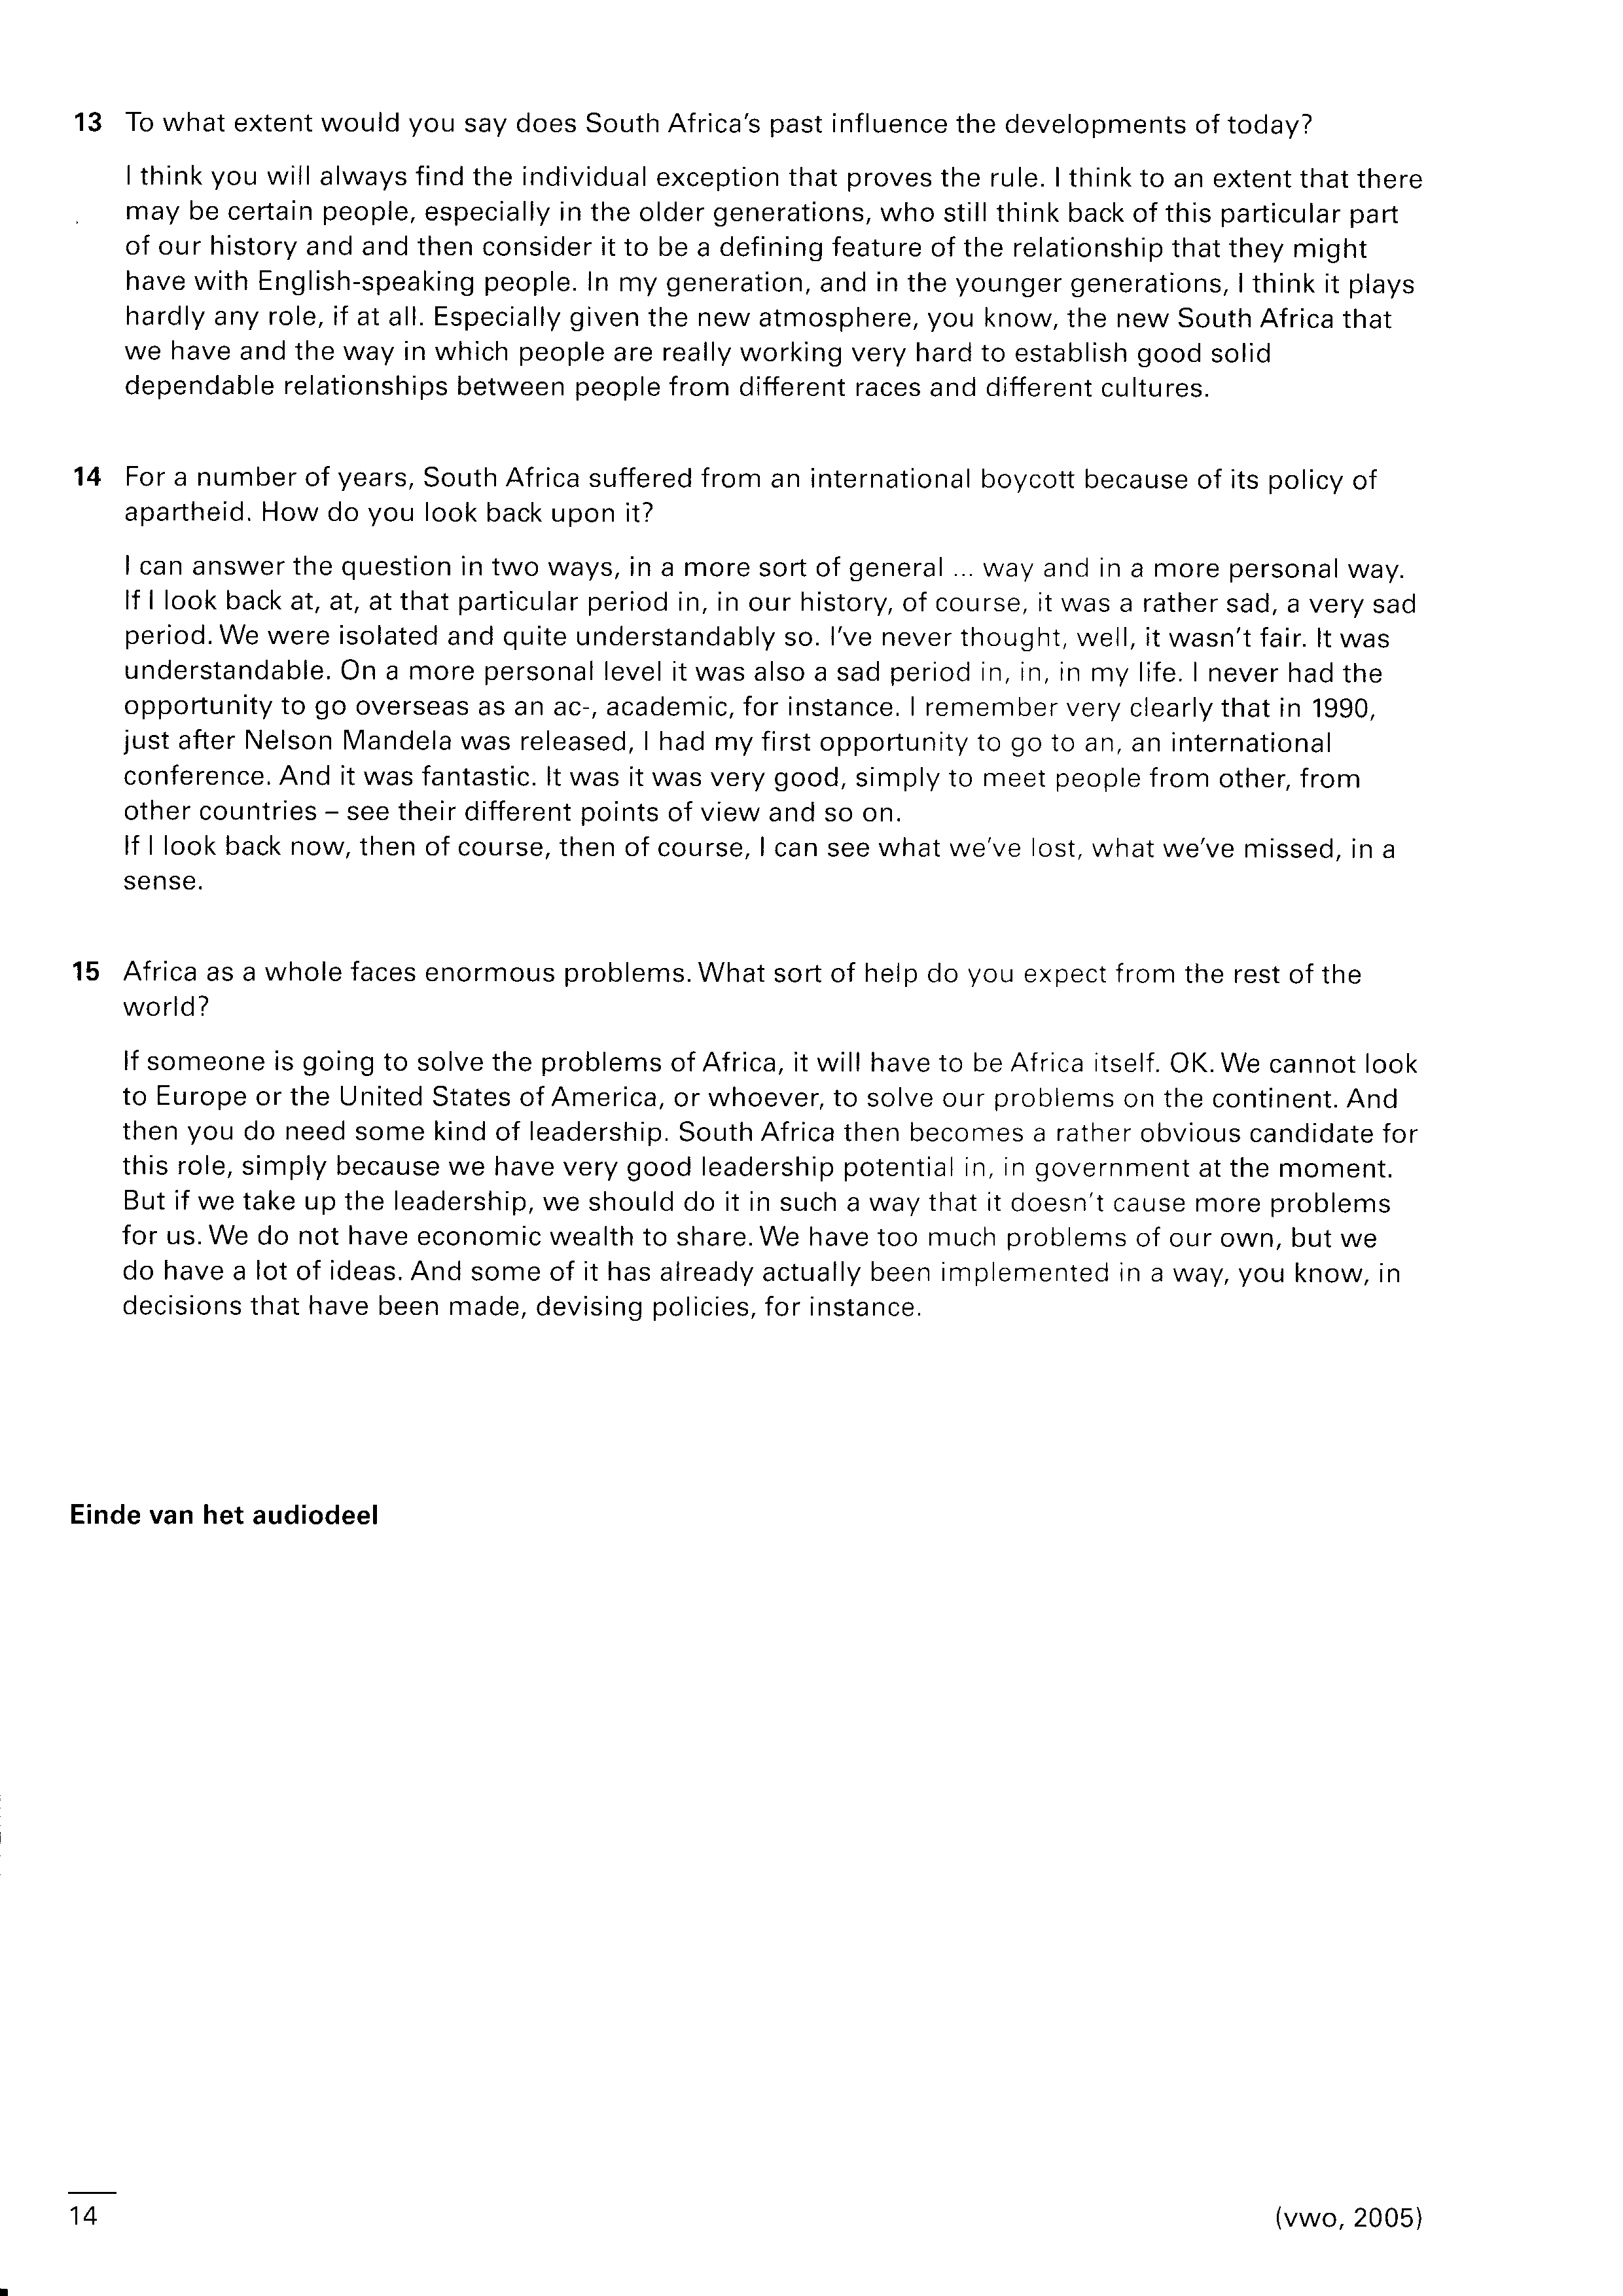 13 To what extent would you say does South Africa's past influence the developments of today?
I think you will always find the individual exception that proves the rule. I think to an extent that there
may be certain people, especially in the older generations, who still think back of this particular part
of our history and and then consider it to be a defining feature of the relationship that they might
have with English-speaking people. In my generation, and in the younger generations, I think it plays
hardly any role, if at all. Especially given the new atmosphere, you know, the new South Africa that
we have and the way in which people are really working very hard to establish good solid
dependable relationships between people from different races and different cultures.
14 For a number of years, South Africa suffered from an international boycott because of its policy of
apartheid. How do you look back upon it?
I can answer the question in two ways, in a more sort of general ... way and in a more personal way.
If I look back at, at, at that particular period in, in our history, of course, it was a rather sad, a very sad
period. We were isolated and quite understandably so. I've never thought, well, it wasn't fair. It was
understandable. On a more personal level it was also a sad period in, in, in my life. I never had the
opportunity to go overseas as an ac-, academic, for instance. I remember very clearly that in 1990,
just after Nelson Mandela was released, I had my first opportunity to go to an, an international
conference. And it was fantastic. It was it was very good, simply to meet people from other, from
other countries – see their different points of view and so on.
If I look back now, then of course, then of course, I can see what we've lost, what we've missed, in a
sense.
15 Africa as a whole faces enormous problems. What sort of help do you expect from the rest of the
world?
If someone is going to solve the problems of Africa, it will have to be Africa itself. OK. We cannot look
to Europe or the United States of America, or whoever, to solve our problems on the continent. And
then you do need some kind of leadership. South Africa then becomes a rather obvious candidate for
this role, simply because we have very good leadership potential in, in government at the moment.
But if we take up the leadership, we should do it in such a way that it doesn't cause more problems
for us. We do not have economic wealth to share. We have too much problems of our own, but we
do have a lot of ideas. And some of it has already actually been implemented in a way, you know, in
decisions that have been made, devising policies, for instance.
Einde van het audiodeel
14
(vwo, 2005)